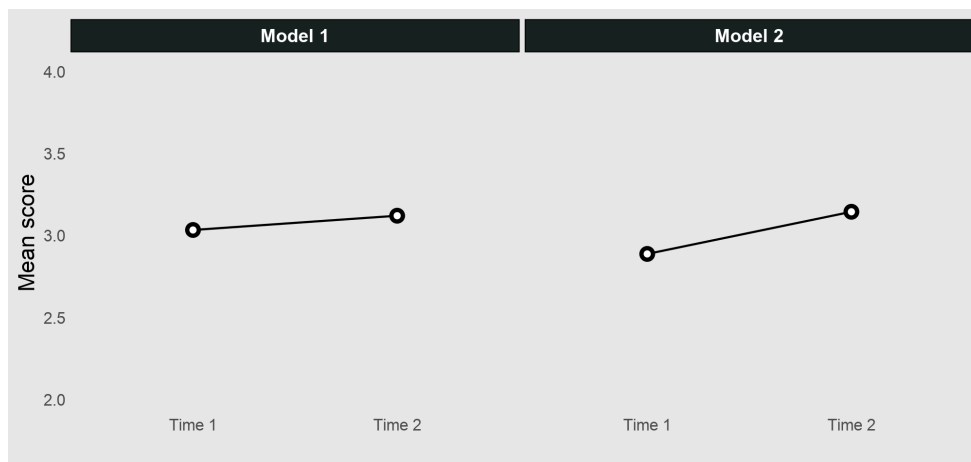 Model 1
Model 2
Mean score
4.0
3.5
3.0
2.5
2.0
Time 1
Time 2
Time 1
Time 2